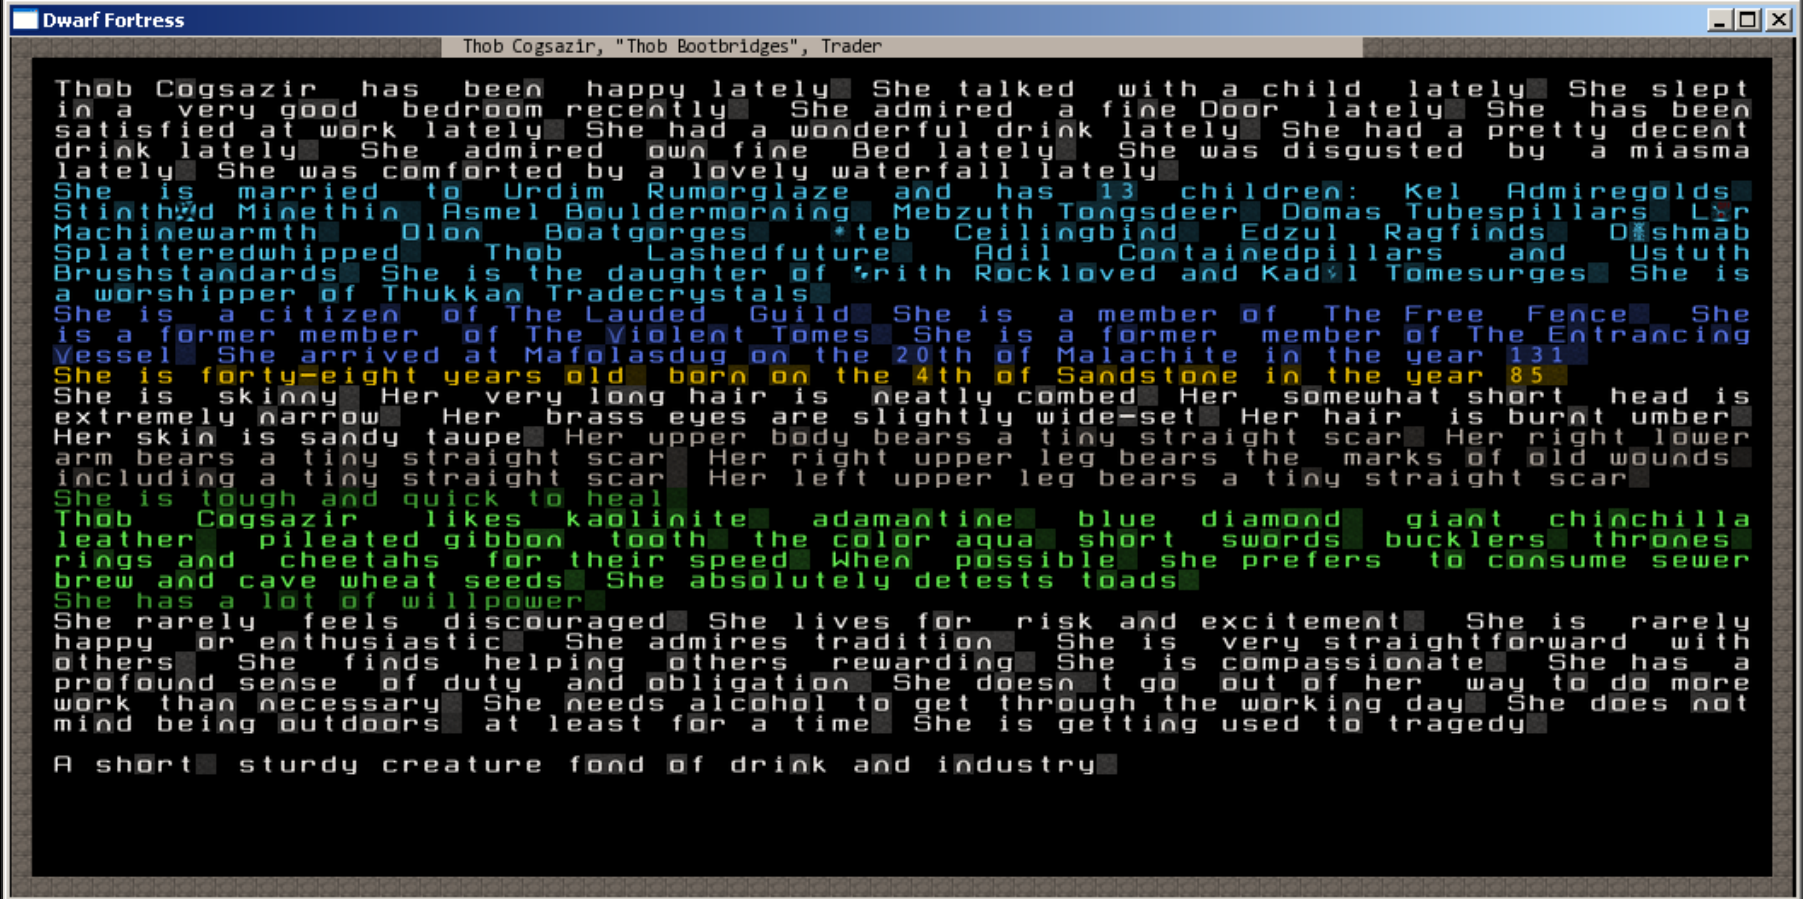 Dwarf Fortress
Thob Cogsazir, "Thob Bootbridges", Trader
Thob Cogsazir has been happy lately She talked with a child lately She slept
in a very good bedroom recently She admired a fine Door lately She has been
satisfied at work lately She had a wonderful drink lately She had a pretty decent
drink lately She admired own fine Bed lately She was disgusted by a miasma
lately She was comforted by a lovely waterfall lately
She is married to Urdim Rumorglaze and has 13 children: Kel Admiregolds
Minethin Asmel Bouldermorning Mebzuth Tongsdeer Domas Tubespillars
Machinewarmth Olon Boatgorges Ceilingbind Edzul Ragfinds
Splatteredwhipped Thob Lashedfuture Adil Containedpillars and Ustuth
Brushstandards She is the daughter of Rockloved and Tomesurges She is
a worshipper of Thukkan Tradecrystals
She is a citizen of The Lauded Guild She is a member of The Free Fence She
is a former member of The Violent Tomes She is a former member of The Entrancing
Vessel She arrived at Mafolasdug on the 20th of Malachite in the year 131
She is forty-eight years old born on the 4th of Sandstone in the year 85
She is skinny Her very long hair is neatly combed Her somewhat short head is
extremely narrow Her brass eyes are slightly wide-set Her hair is burnt umber
Her skin is sandy taupe Her upper body bears a tiny straight scar Her right lower
arm bears a tiny straight scar Her right upper leg bears the marks of old wounds
including a tiny straight scar Her left upper leg bears a tiny straight scar
She is tough and quick to heal
Thob Cogsazir likes kaolinite adamantine blue diamond giant chinchilla
leather pileated gibbon tooth the color aqua short swords bucklers thrones
rings and cheetahs for their speed When possible she prefers to consume sewer
brew and cave wheat seeds She absolutely detests toads
She has a lot of willpower
She rarely feels discouraged She lives for risk and excitement She is rarely
happy or enthusiastic She admires tradition She is very straightforward with
others She finds helping others rewarding She is compassionate She has a
profound sense of duty and obligation She doesn t go out of her way to do more
work than necessary She needs alcohol to get through the working day She does not
mind being outdoors at least for a time She is getting used to tragedy
A short sturdy creature fond of drink and industry